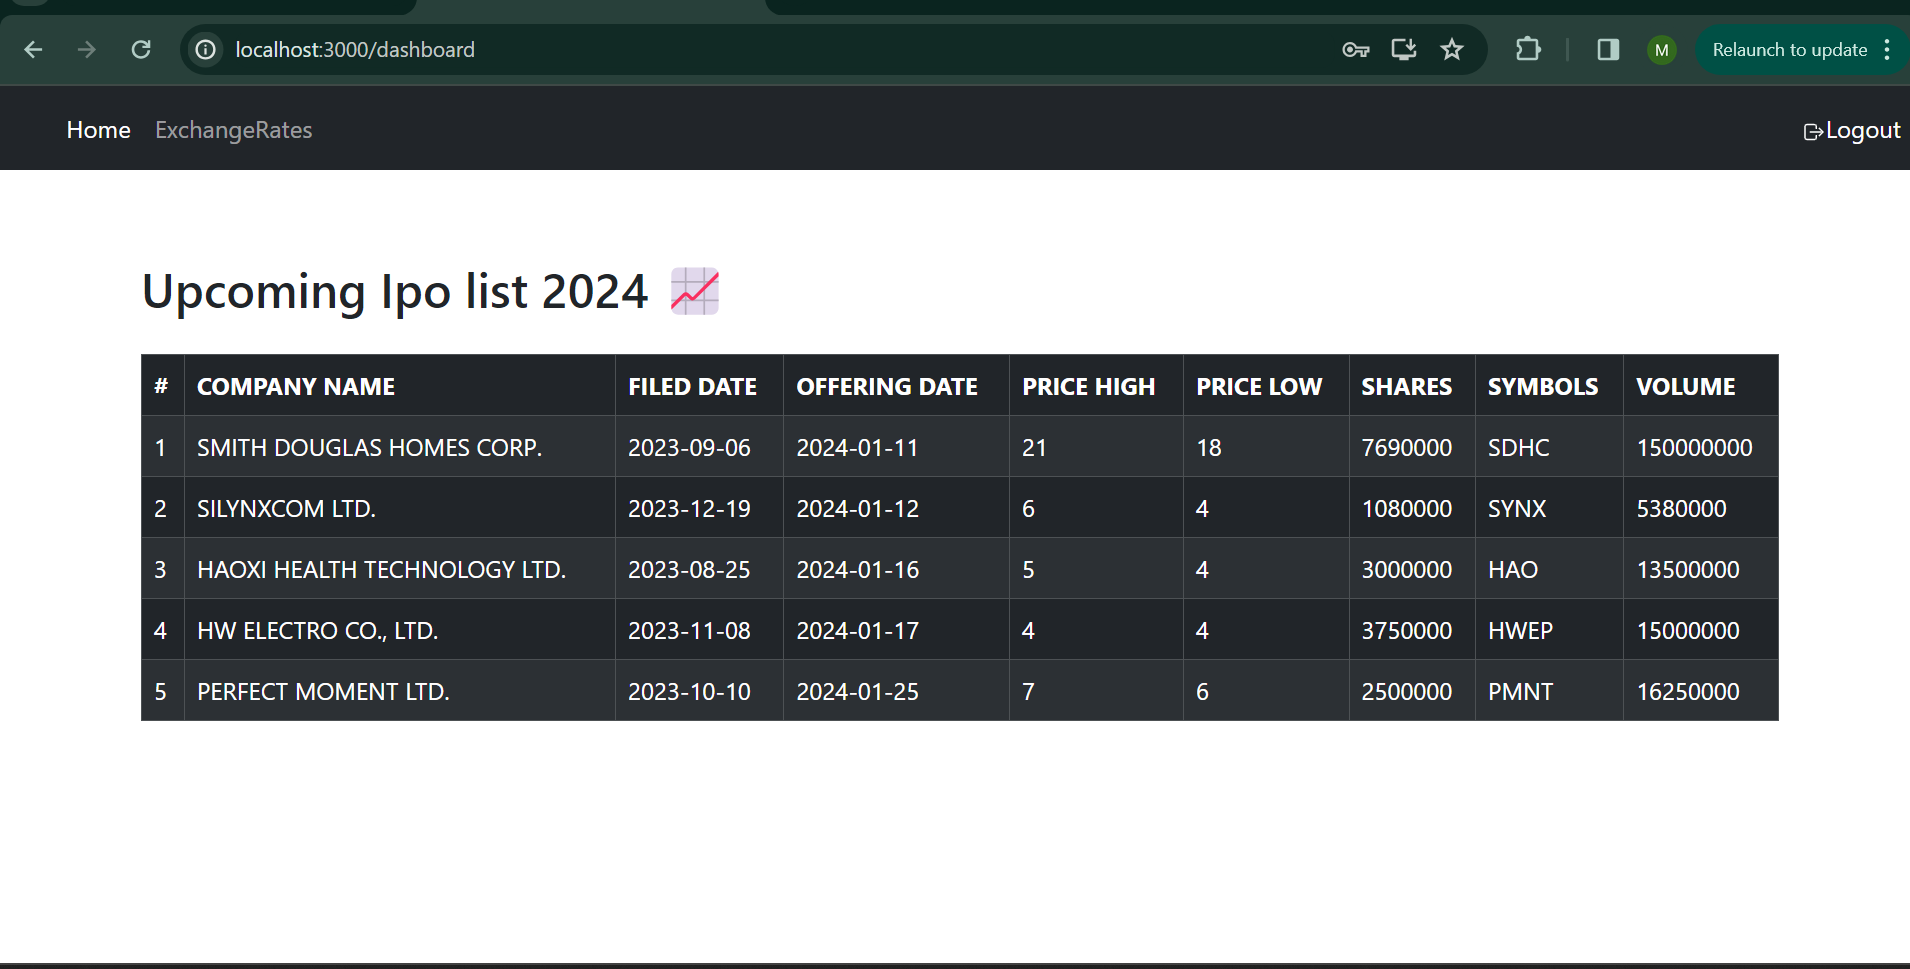 localhost:3000/dashboard M Relaunch to update
Home ExchangeRates Logout
Upcoming Ipo list 2024
# COMPANY NAME FILED DATE OFFERING DATE PRICE HIGH PRICE LOW SHARES SYMBOLS VOLUME
1 SMITH DOUGLAS HOMES CORP. 2023-09-06 2024-01-11 21 18 7690000 SDHC 150000000
2 SILYNXCOM LTD. 2023-12-19 2024-01-12 6 4 1080000 SYNX 5380000
3 HAOXI HEALTH TECHNOLOGY LTD. 2023-08-25 2024-01-16 5 4 3000000 HAO 13500000
4 HW ELECTRO CO., LTD. 2023-11-08 2024-01-17 4 4 3750000 HWEP 15000000
5 PERFECT MOMENT LTD. 2023-10-10 2024-01-25 7 6 2500000 PMNT 16250000